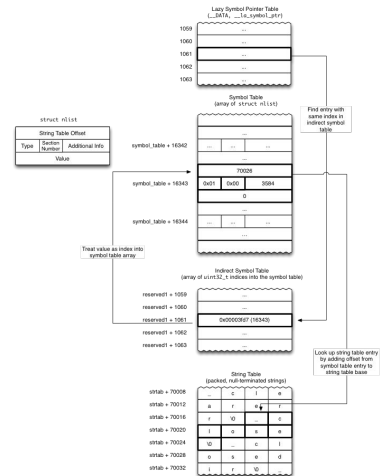 Lazy Symbol Pointer Table
(__DATA, __la_symbol_ptr)
1059 ...
1060 ...
1061 ...
1062 ...
1063 ...
Find entry with
same index in
indirect symbol
table
Symbol Table
(array of struct nlist)
...
symbol_table + 16342 ... ... ...
...
70026
symbol_table + 16343 0x01 0x00 3584
0
...
symbol_table + 16344 ... ... ...
...
struct nlist
String Table Offset
Type Section Number Additional Info
Value
Treat value as index into
symbol table array
Indirect Symbol Table
(array of uint32_t indices into the symbol table)
reserved1 + 1059 ...
reserved1 + 1060 ...
reserved1 + 1061 0x00003fd7 (16343)
reserved1 + 1062 ...
reserved1 + 1063 ...
Look up string table entry
by adding offset from
symbol table entry to
string table base
String Table
(packed, null-terminated strings)
strtab + 70008 _ c l e
strtab + 70012 a r e r
strtab + 70016 r \0 _ c
strtab + 70020 l o s e
strtab + 70024 \0 _ c l
strtab + 70028 o s e d
strtab + 70032 i r \0 _